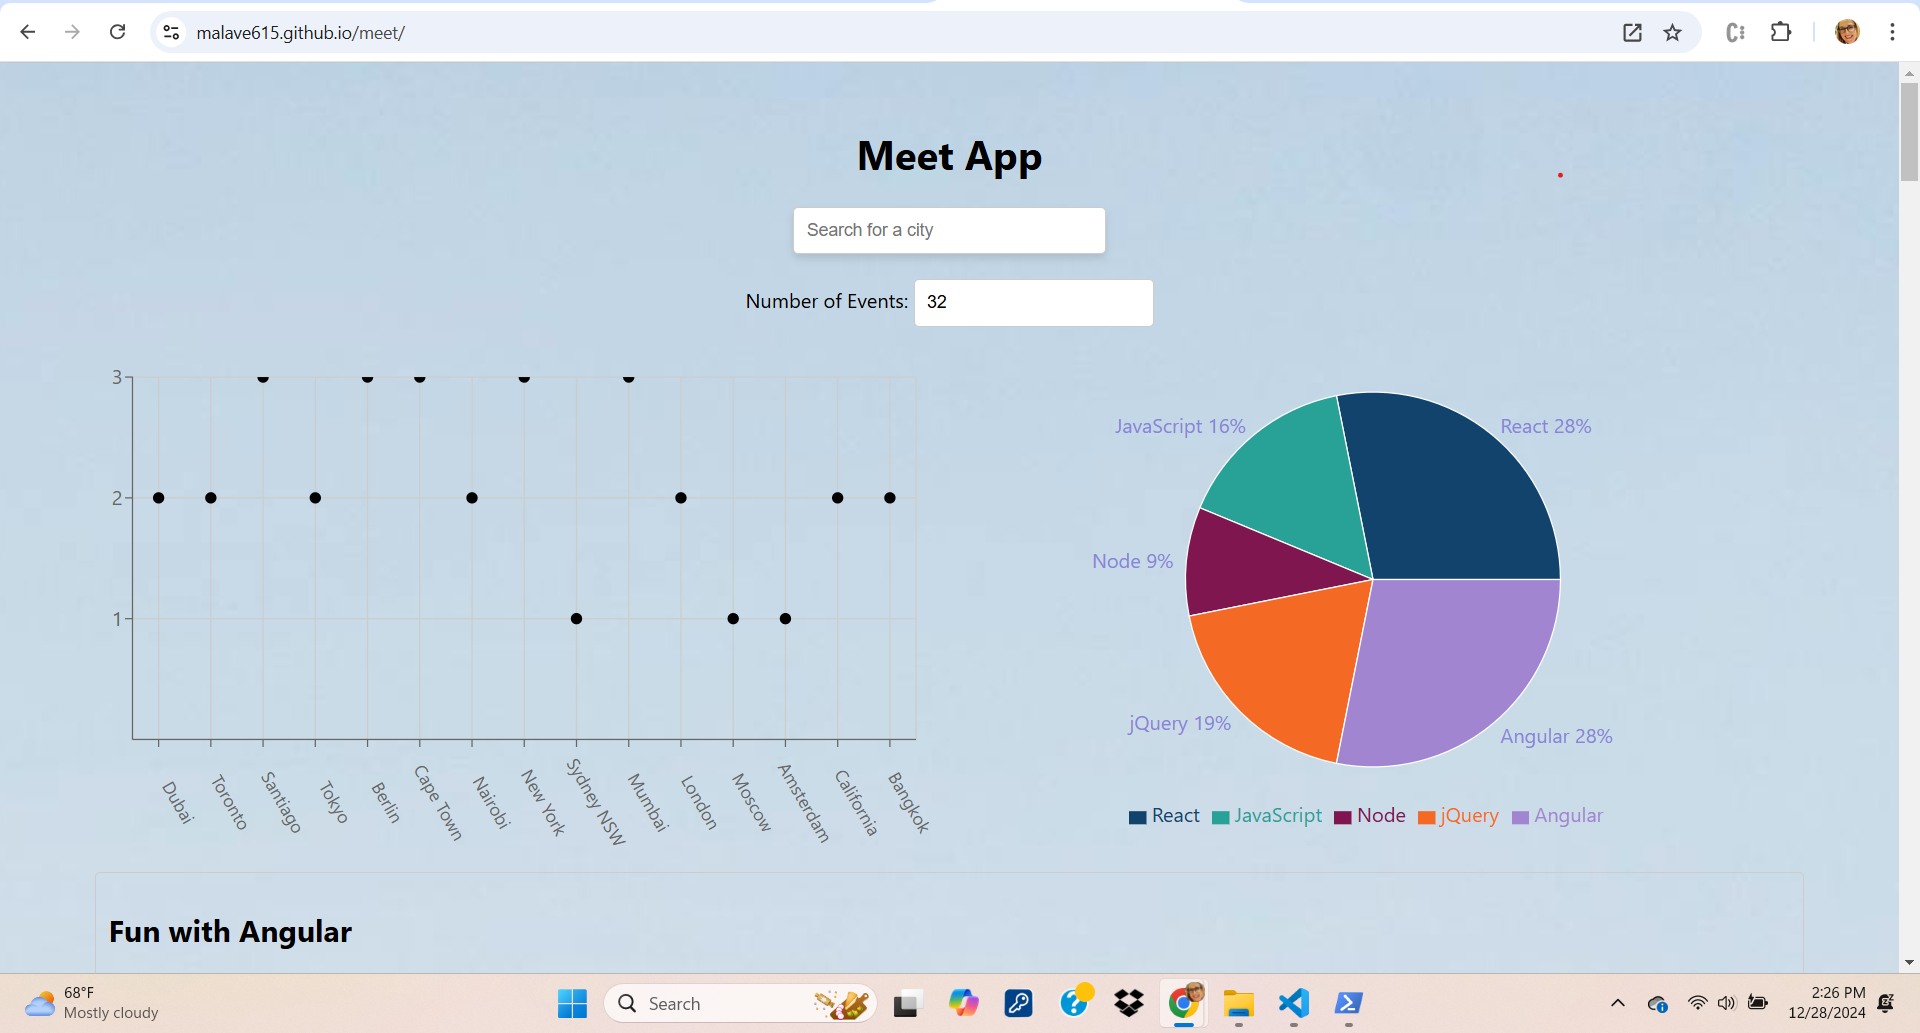 malave615.github.io/meet/
Meet App
Search for a city
Number of Events: 32
3
2
1
Dubai
Toronto
Santiago
Tokyo
Berlin
Cape Town
Nairobi
New York
Sydney NSW
Mumbai
London
Moscow
Amsterdam
California
Bangkok
JavaScript 16%
React 28%
Node 9%
jQuery 19%
Angular 28%
React JavaScript Node jQuery Angular
Fun with Angular
68°F
Mostly cloudy
Search
2:26 PM
12/28/2024